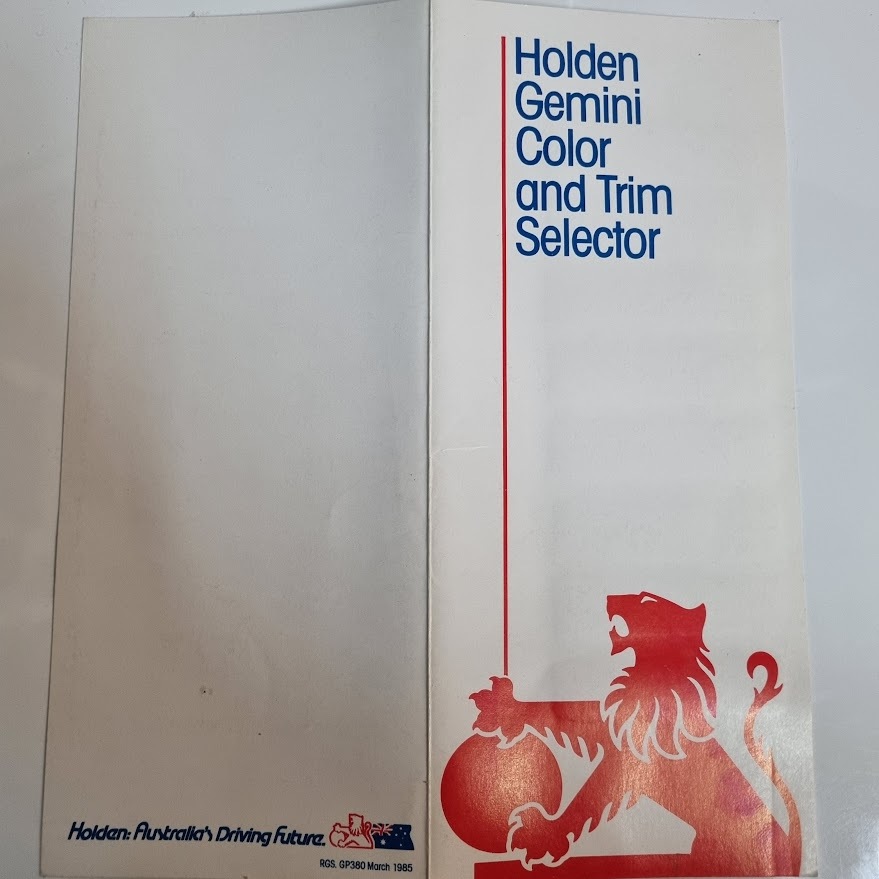 Holden
Gemini
Color
and Trim
Selector
Holden: Australia's Driving Future.
RGS. GP380 March 1985